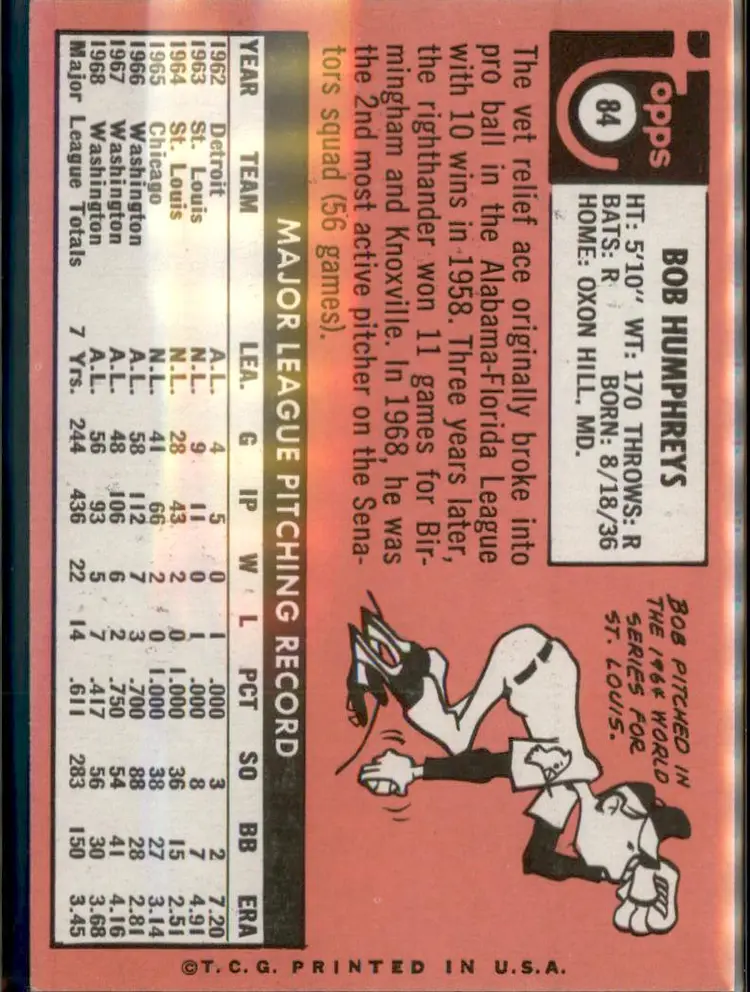 Topps
84
BOB HUMPHREYS
HT: 5'10" WT: 170 THROWS: R
BATS: R BORN: 8/18/36
HOME: OXON HILL, MD.
The vet relief ace originally broke into
pro ball in the Alabama-Florida League
with 10 wins in 1958. Three years later,
the righthander won 11 games for Bir-
mingham and Knoxville. In 1968, he was
the 2nd most active pitcher on the Sena-
tors squad (56 games).
BOB PITCHED IN
THE 1964 WORLD
SERIES FOR
ST. LOUIS.
MAJOR LEAGUE PITCHING RECORD
YEAR TEAM LEA. G IP W L PCT SO BB ERA
1962 Detroit A.L. 4 5 0 1 .000 3 2 7.20
1963 St. Louis N.L. 9 11 0 1 .000 8 7 4.91
1964 St. Louis N.L. 28 43 2 0 1.000 36 15 2.51
1965 Chicago N.L. 41 66 2 0 1.000 38 27 3.14
1966 Washington A.L. 58 112 7 3 .700 88 28 2.81
1967 Washington A.L. 48 106 6 2 .750 54 41 4.16
1968 Washington A.L. 56 93 5 7 .417 56 30 3.68
Major League Totals 7 Yrs. 244 436 22 14 .611 283 150 3.45
©T.C.G. PRINTED IN U.S.A.